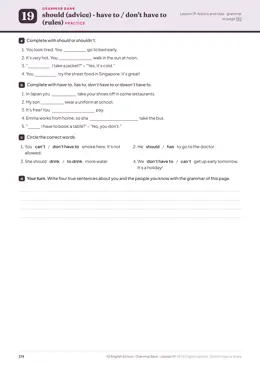 GRAMMAR BANK
19 should (advice) - have to / don't have to
(rules) PRACTICE
Complete with should or shouldn't.
1. You look tired. You __________ go to bed early.
2. It's very hot. You __________ walk in the sun at noon.
3. "__________ I take a jacket?" – "Yes, it's cold."
4. You __________ try the street food in Singapore. It's great!
Complete with have to, has to, don't have to or doesn't have to.
1. In Japan you __________ take your shoes off in some restaurants.
2. My son __________ wear a uniform at school.
3. It's free! You __________ pay.
4. Emma works from home, so she __________ take the bus.
5. "_____ I have to book a table?" – "No, you don't."
Circle the correct words.
1. You can't / don't have to smoke here. It's not
allowed.
2. He should / has to go to the doctor.
3. She should drink / to drink more water.
4. We don't have to / can't get up early tomorrow.
It's a holiday!
Your turn. Write four true sentences about you and the people you know with the grammar of this page.